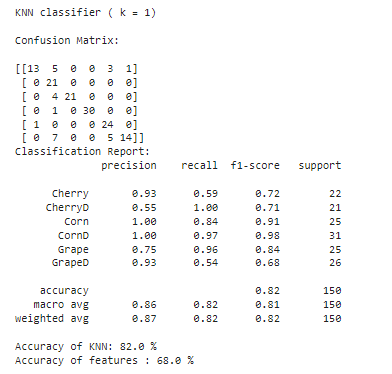 KNN classifier ( k = 1)
Confusion Matrix:
[[13 5 0 0 3 1]
[ 0 21 0 0 0 0]
[ 0 4 21 0 0 0]
[ 0 1 0 30 0 0]
[ 1 0 0 0 24 0]
[ 0 7 0 0 5 14]]
Classification Report:
precision recall f1-score support
Cherry 0.93 0.59 0.72 22
CherryD 0.55 1.00 0.71 21
Corn 1.00 0.84 0.91 25
CornD 1.00 0.97 0.98 31
Grape 0.75 0.96 0.84 25
GrapeD 0.93 0.54 0.68 26
accuracy 0.82 150
macro avg 0.86 0.82 0.81 150
weighted avg 0.87 0.82 0.82 150
Accuracy of KNN: 82.0 %
Accuracy of features : 68.0 %